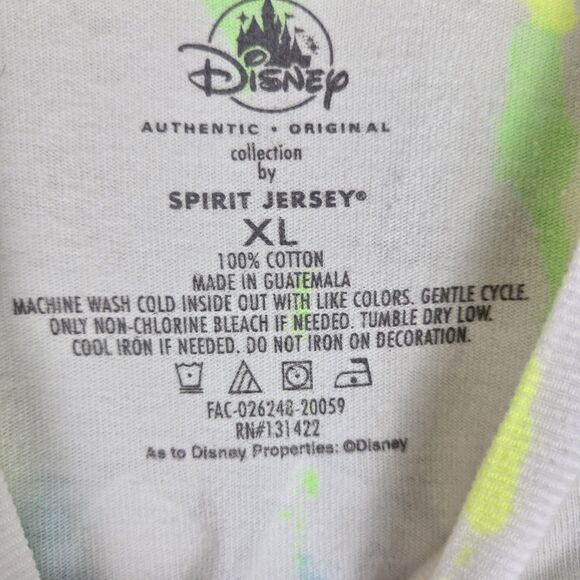 Disney
AUTHENTIC • ORIGINAL
collection
by
SPIRIT JERSEY®
XL
100% COTTON
MADE IN GUATEMALA
MACHINE WASH COLD INSIDE OUT WITH LIKE COLORS. GENTLE CYCLE.
ONLY NON-CHLORINE BLEACH IF NEEDED. TUMBLE DRY LOW.
COOL IRON IF NEEDED. DO NOT IRON ON DECORATION.
FAC-026248-20059
RN#131422
As to Disney Properties: ©Disney